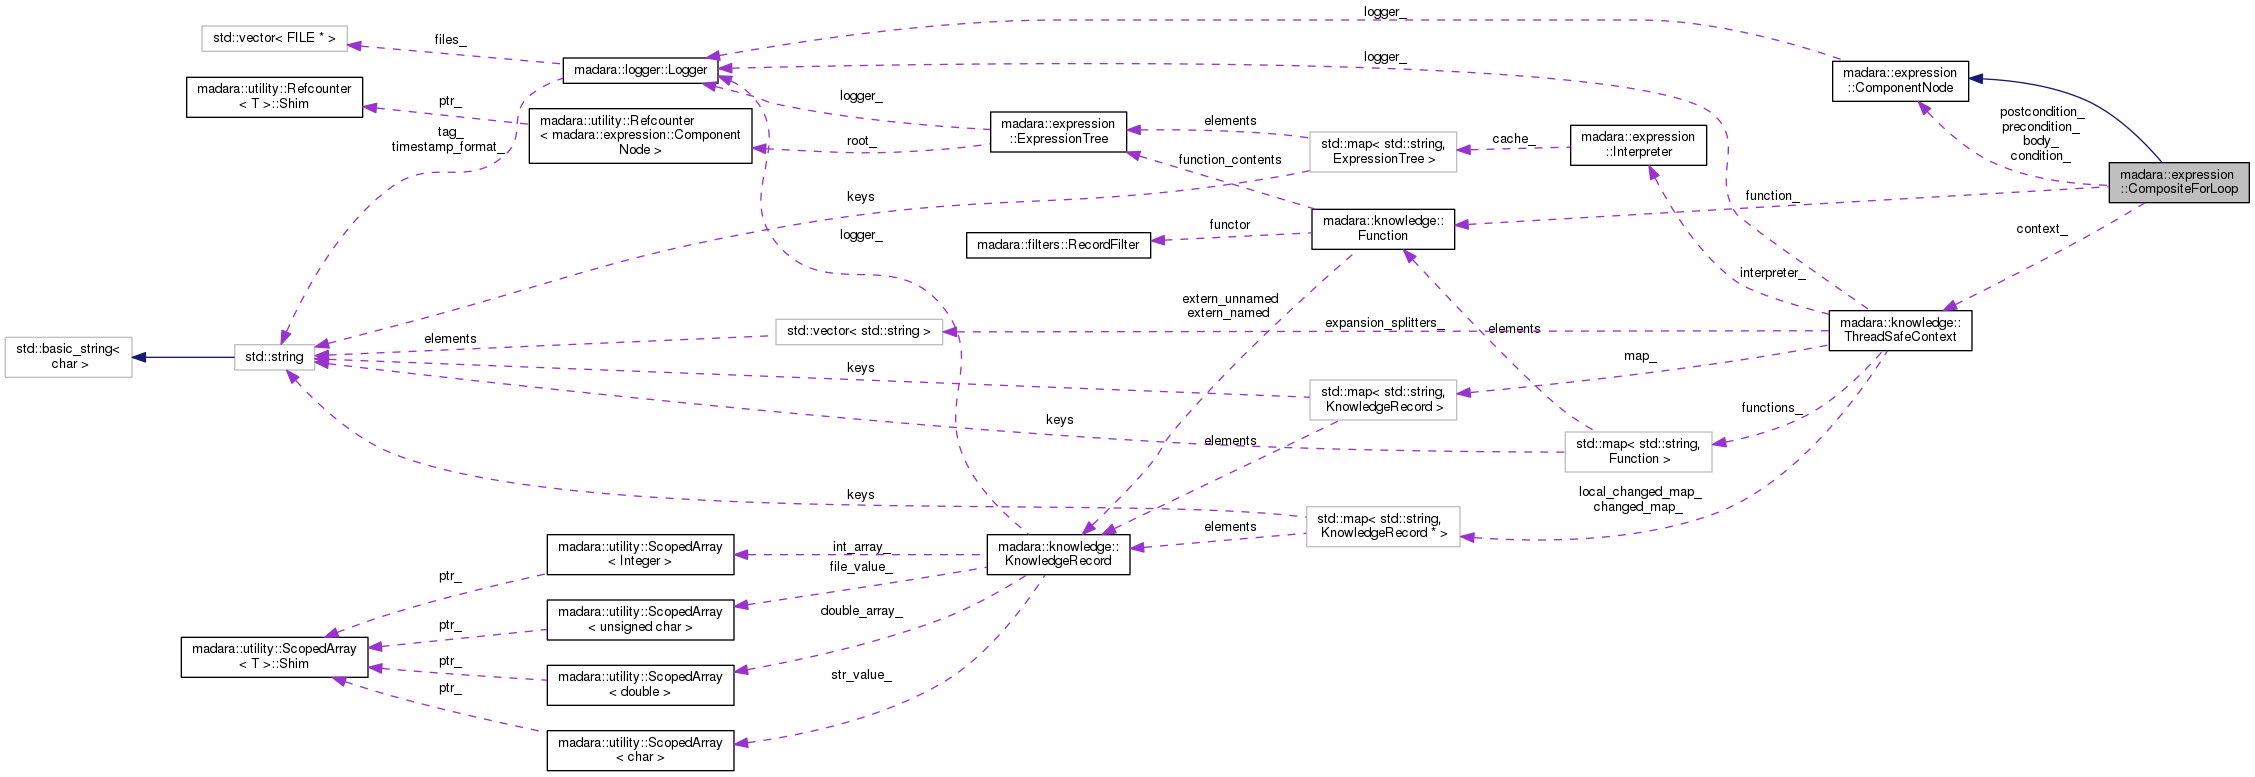 logger_
std::vector< FILE * >
files_
madara::logger::Logger
logger_
madara::expression
::ComponentNode
madara::utility::Refcounter
< T >::Shim
ptr_
madara::utility::Refcounter
< madara::expression::Component
Node >
logger_
root_
madara::expression
::ExpressionTree
elements
function_contents
std::map< std::string,
ExpressionTree >
cache_
madara::expression
::Interpreter
postcondition_
precondition_
body_
condition_
madara::expression
::CompositeForLoop
tag_
timestamp_format_
keys
logger_
madara::filters::RecordFilter
functor
madara::knowledge::
Function
function_
context_
interpreter_
extern_unnamed
extern_named
std::basic_string<
char >
std::string
elements
std::vector< std::string >
expansion_splitters_
elements
madara::knowledge::
ThreadSafeContext
keys
std::map< std::string,
KnowledgeRecord >
map_
keys
elements
functions_
std::map< std::string,
Function >
keys
local_changed_map_
changed_map_
std::map< std::string,
KnowledgeRecord * >
elements
madara::knowledge::
KnowledgeRecord
int_array_
file_value_
double_array_
str_value_
madara::utility::ScopedArray
< Integer >
ptr_
madara::utility::ScopedArray
< unsigned char >
ptr_
madara::utility::ScopedArray
< T >::Shim
ptr_
madara::utility::ScopedArray
< double >
ptr_
madara::utility::ScopedArray
< char >